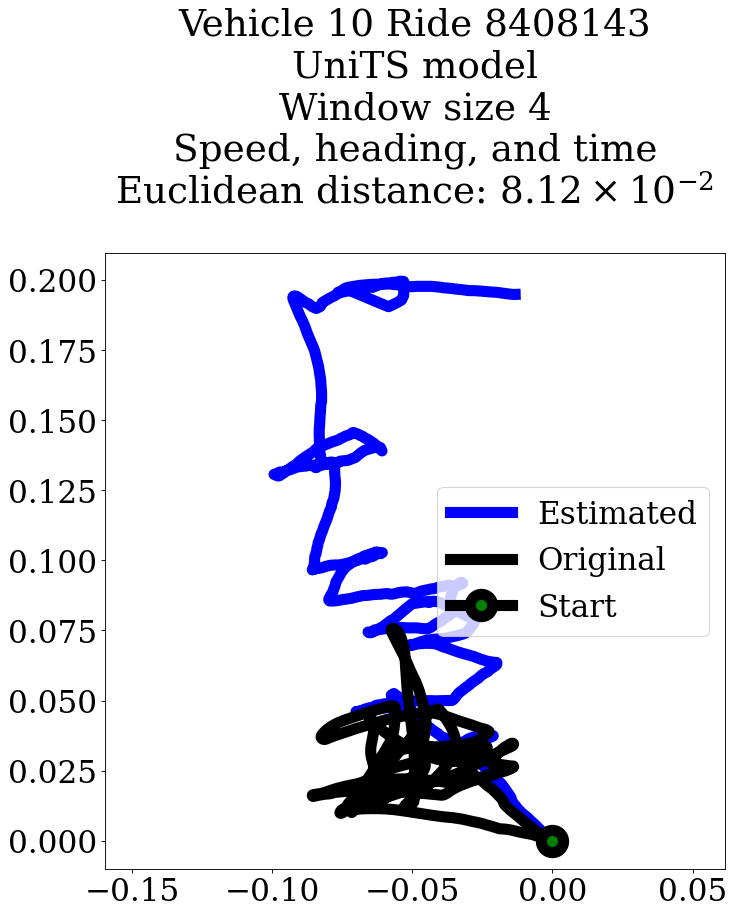 Vehicle 10 Ride 8408143
UniTS model
Window size 4
Speed, heading, and time
Euclidean distance: 8.12 × 10⁻²
0.200
0.175
0.150
0.125
0.100
0.075
0.050
0.025
0.000
Estimated
Original
Start
−0.15
−0.10
−0.05
0.00
0.05